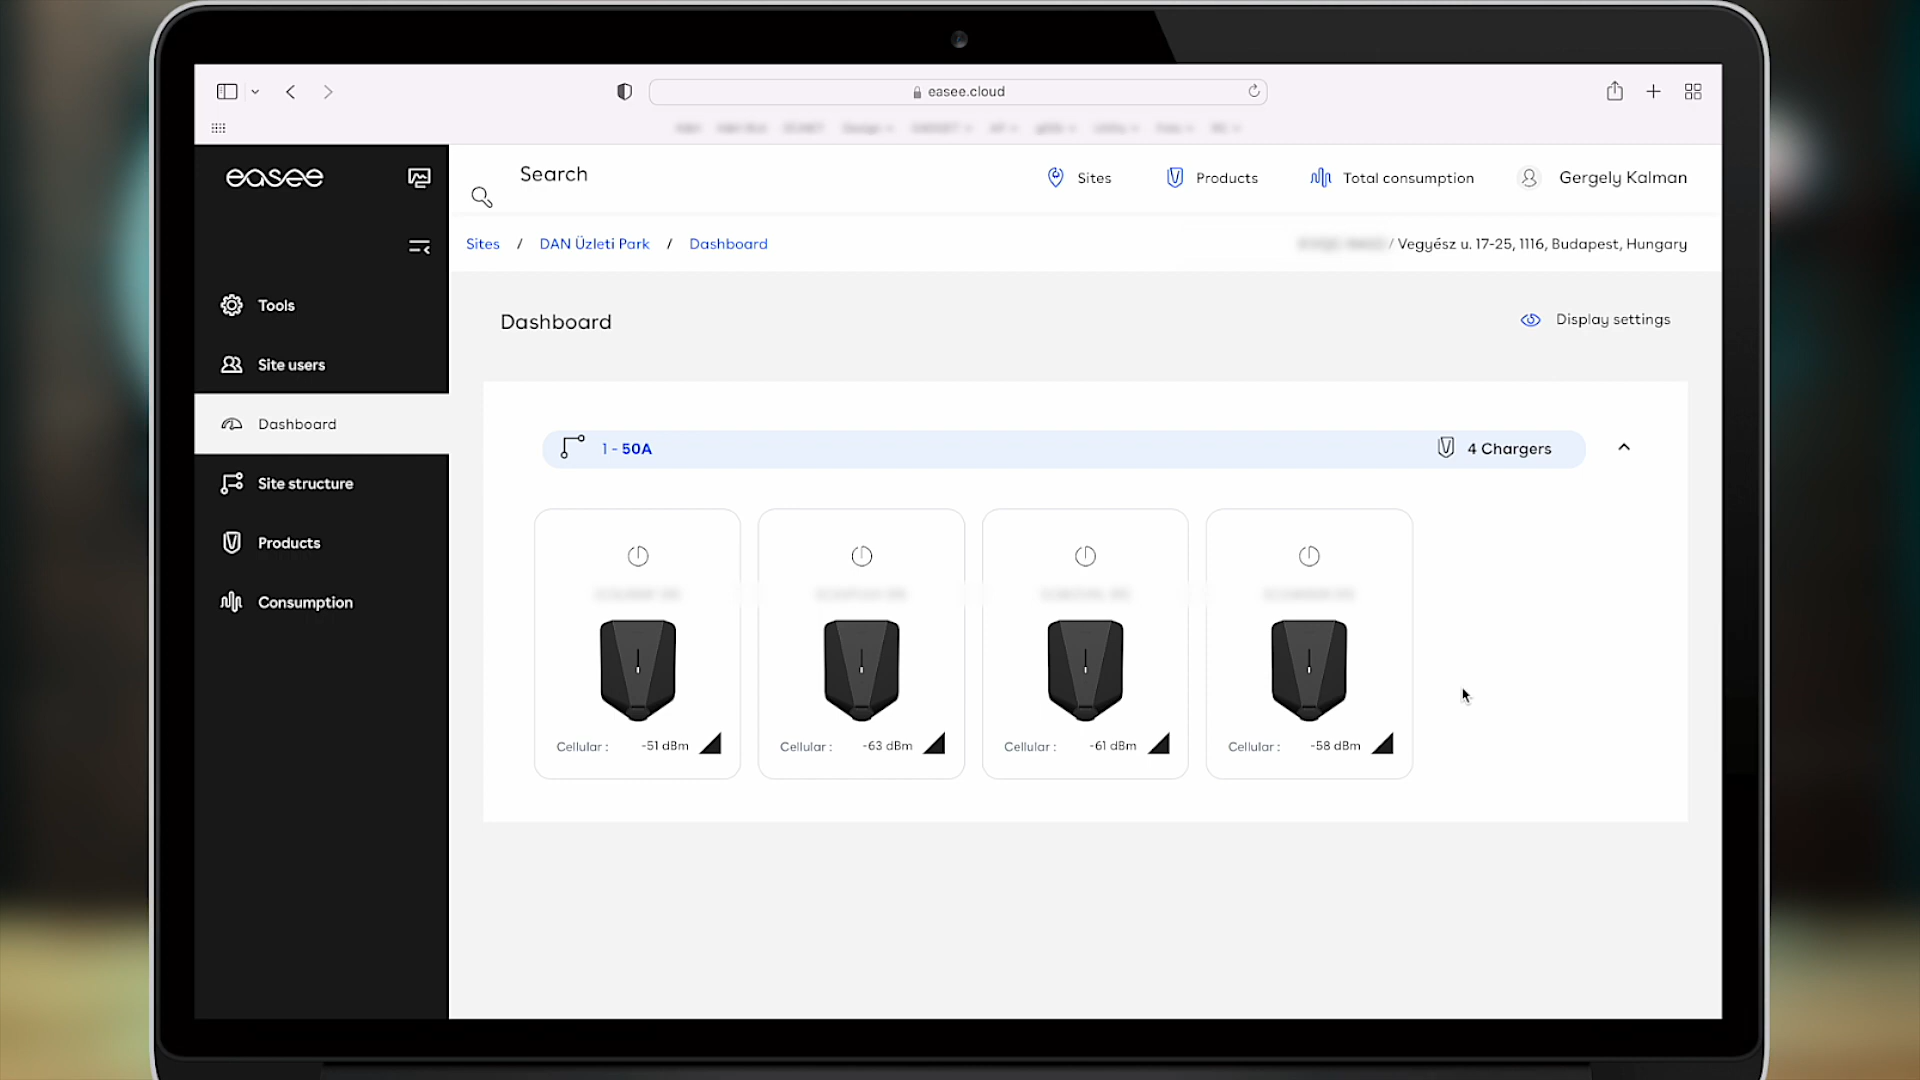 easee.cloud
easee
Search
Sites
Products
Total consumption
Gergely Kalman
Sites / DAN Üzleti Park / Dashboard
/ Vegyész u. 17-25, 1116, Budapest, Hungary
Tools
Site users
Dashboard
Site structure
Products
Consumption
Dashboard
Display settings
1 - 50A
4 Chargers
Cellular : -51 dBm
Cellular : -63 dBm
Cellular : -61 dBm
Cellular : -58 dBm